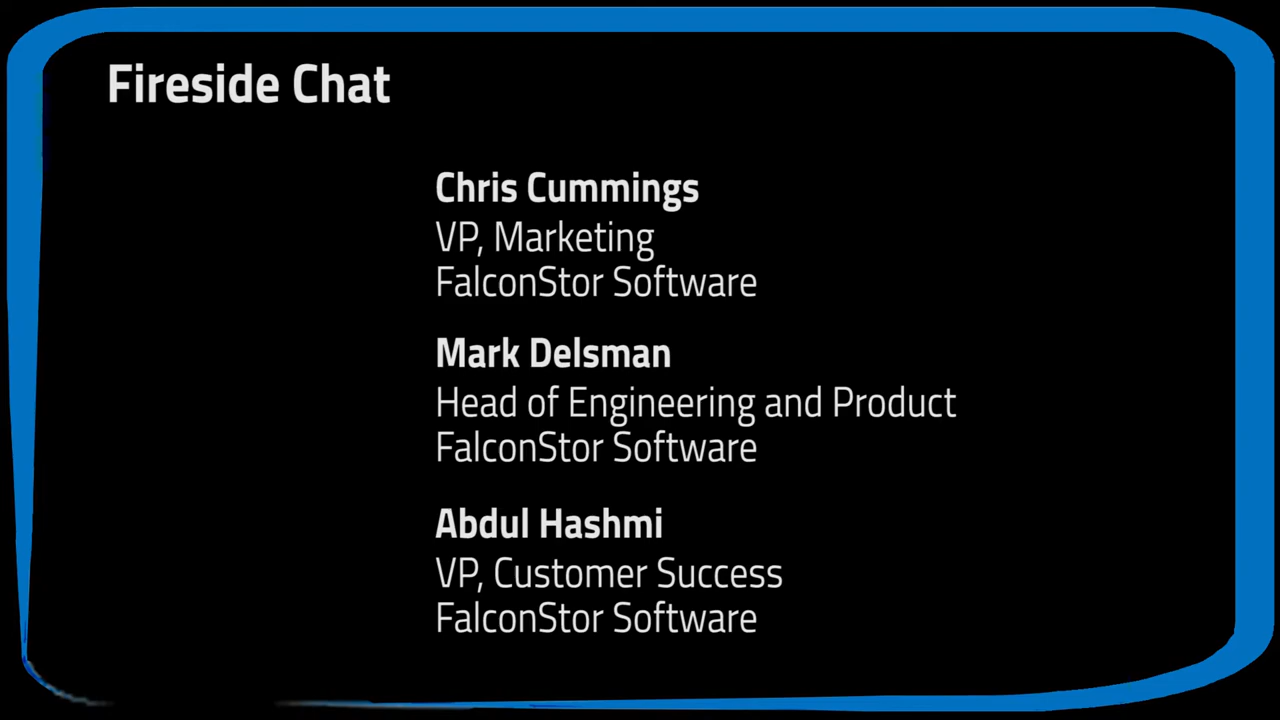 Fireside Chat
Chris Cummings
VP, Marketing
FalconStor Software
Mark Delsman
Head of Engineering and Product
FalconStor Software
Abdul Hashmi
VP, Customer Success
FalconStor Software